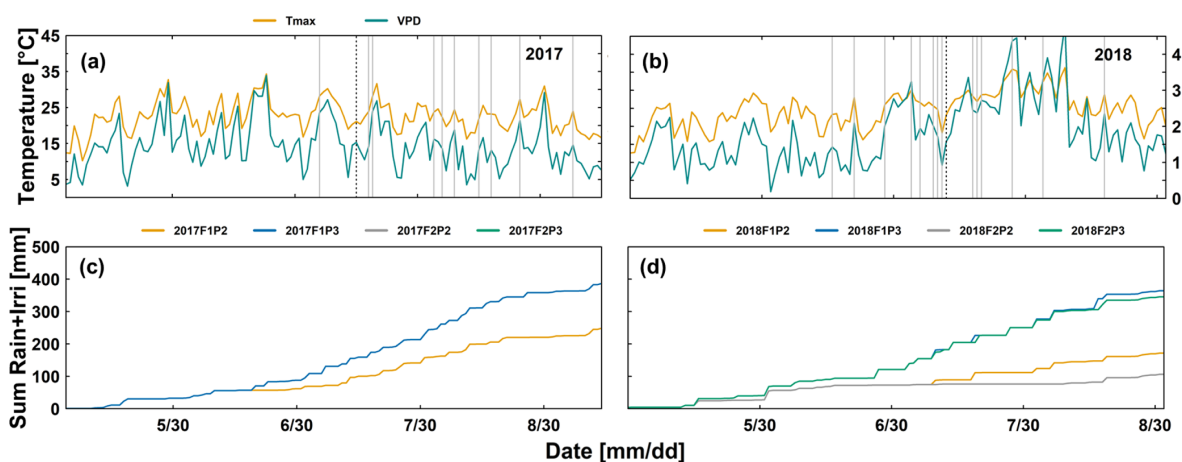 Tmax VPD
Temperature [°C]
45
35
25
15
5
(a)
2017
(b)
2018
4
3
2
1
0
2017F1P2 2017F1P3 2017F2P2 2017F2P3
2018F1P2 2018F1P3 2018F2P2 2018F2P3
Sum Rain+Irri [mm]
500
400
300
200
100
0
(c)
(d)
5/30 6/30 7/30 8/30
5/30 6/30 7/30 8/30
Date [mm/dd]